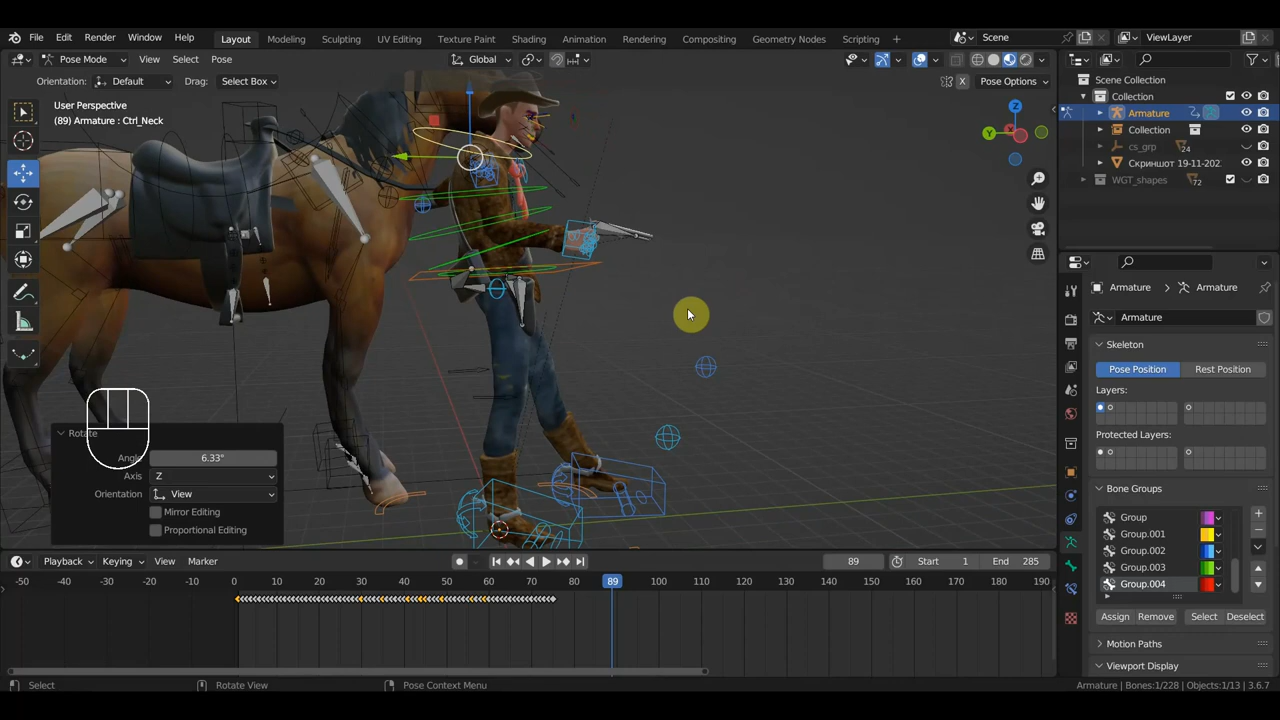 File Edit Render Window Help Layout Modeling Sculpting UV Editing Texture Paint Shading Animation Rendering Compositing Geometry Nodes Scripting + Scene ViewLayer
Pose Mode View Select Pose Global
Orientation: Default Drag: Select Box X Pose Options
User Perspective
(89) Armature : Ctrl_Neck
Z
Y
Scene Collection
Collection
Armature
Collection
cs_grp 24
Скриншот 19-11-202
WGT_shapes 72
Armature > Armature
Armature
Skeleton
Pose Position Rest Position
Layers:
Protected Layers:
Bone Groups
Group
Group.001
Group.002
Group.003
Group.004
Assign Remove Select Deselect
Motion Paths
Viewport Display
Rotate
Angle 6.33°
Axis Z
Orientation View
Mirror Editing
Proportional Editing
Playback Keying View Marker 89 Start 1 End 285
-50 -40 -30 -20 -10 0 10 20 30 40 50 60 70 80 89 100 110 120 130 140 150 160 170 180 190
Select Rotate View Pose Context Menu Armature | Bones:1/228 | Objects:1/13 | 3.6.7